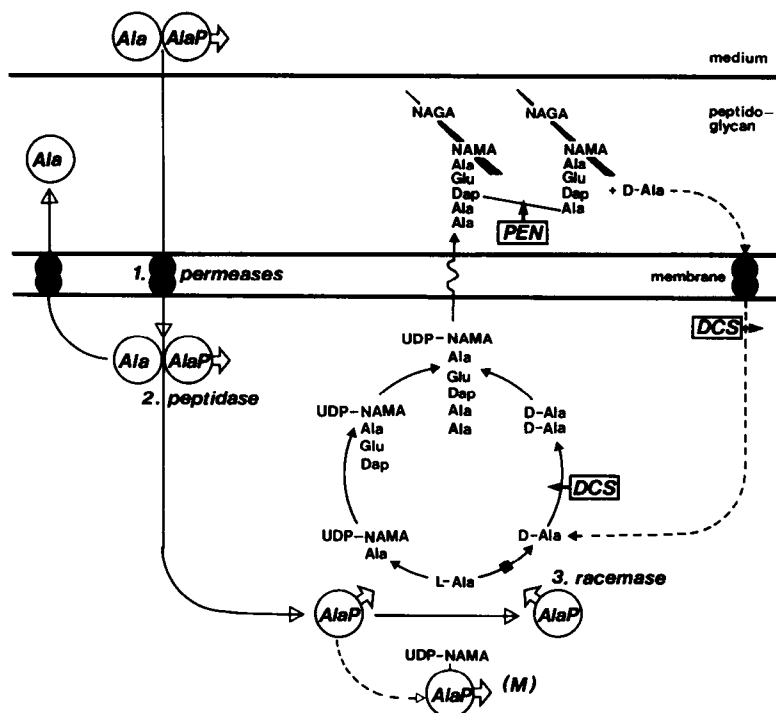 Ala AlaP
medium
NAGA NAGA peptido-
glycan
Ala
NAMA NAMA
Ala Ala
Glu Glu
Dap Dap + D-Ala
Ala Ala
Ala
PEN
1. permeases
membrane
DCS
Ala AlaP
2. peptidase
UDP-NAMA
Ala
Glu
Dap
Ala
Ala
UDP-NAMA
Ala
Glu
Dap
D-Ala
D-Ala
DCS
UDP-NAMA
Ala
D-Ala
L-Ala
3. racemase
AlaP AlaP
UDP-NAMA
AlaP (M)